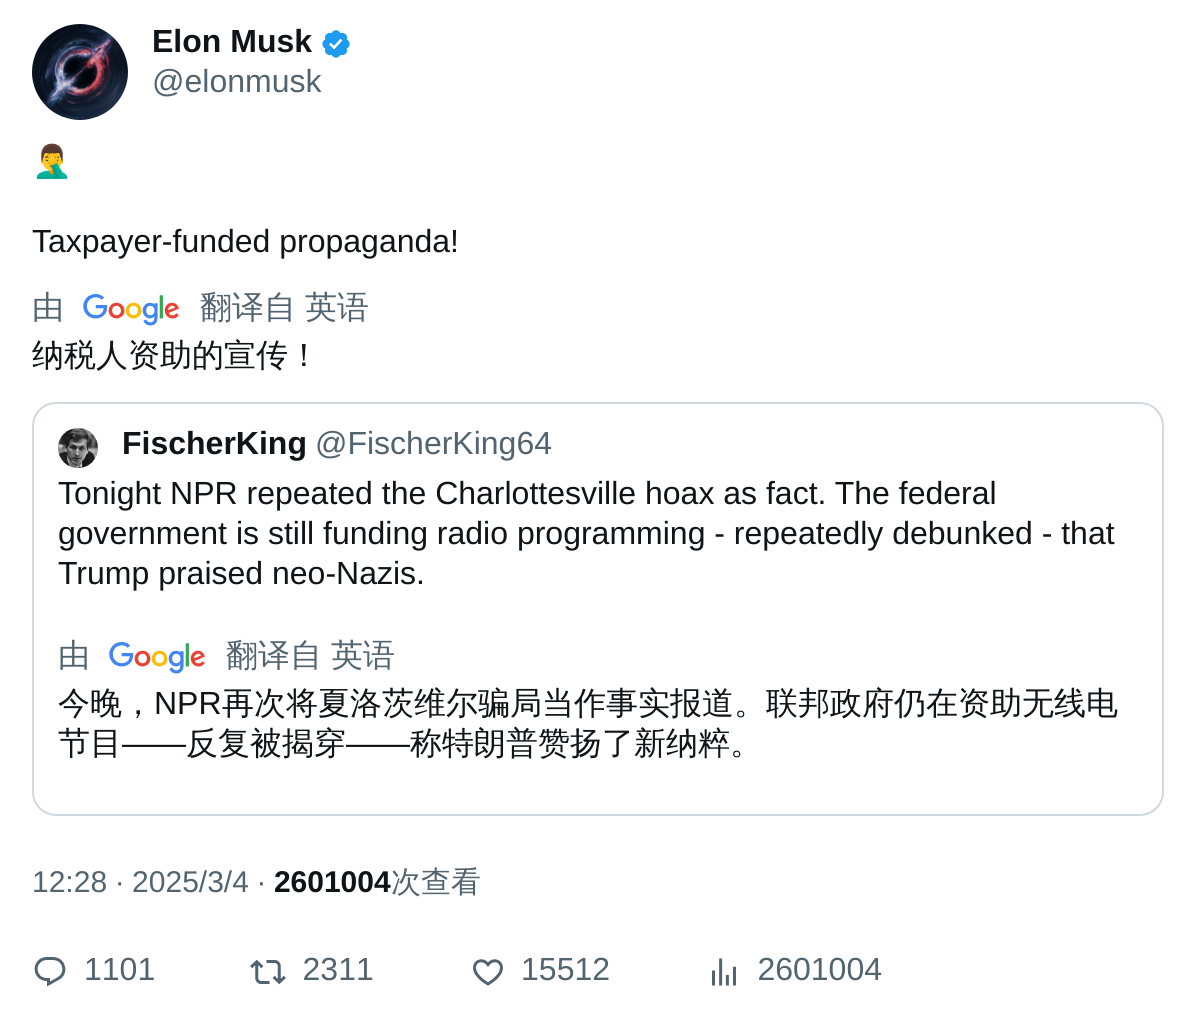 Elon Musk
@elonmusk
🤦‍♂️
Taxpayer-funded propaganda!
由 Google 翻译自 英语
纳税人资助的宣传！
FischerKing @FischerKing64
Tonight NPR repeated the Charlottesville hoax as fact. The federal
government is still funding radio programming - repeatedly debunked - that
Trump praised neo-Nazis.
由 Google 翻译自 英语
今晚，NPR再次将夏洛茨维尔骗局当作事实报道。联邦政府仍在资助无线电
节目——反复被揭穿——称特朗普赞扬了新纳粹。
12:28 · 2025/3/4 · 2601004次查看
1101 2311 15512 2601004